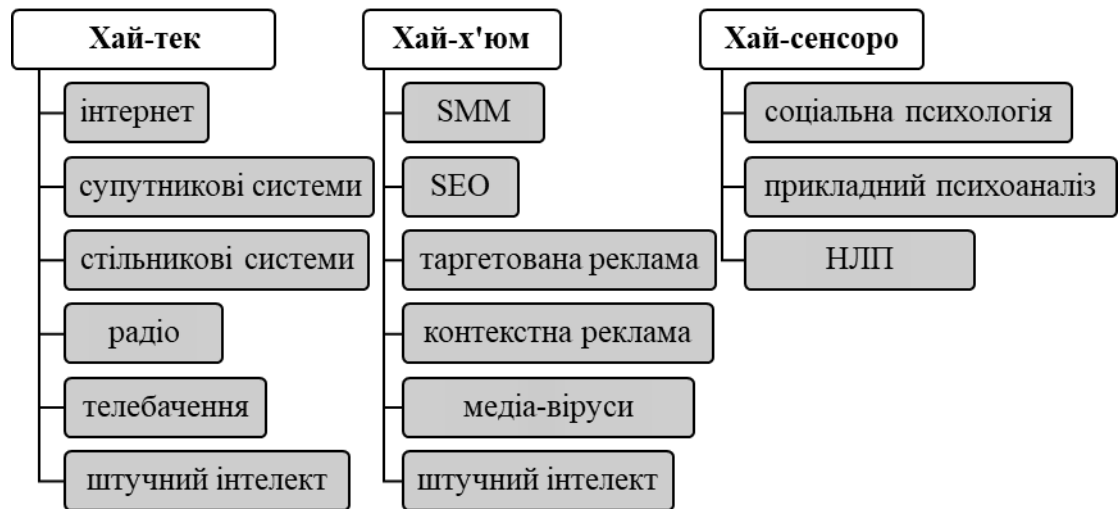 Хай-тек
інтернет
супутникові системи
стільникові системи
радіо
телебачення
штучний інтелект
Хай-х'юм
SMM
SEO
таргетована реклама
контекстна реклама
медіа-віруси
штучний інтелект
Хай-сенсоро
соціальна психологія
прикладний психоаналіз
НЛП